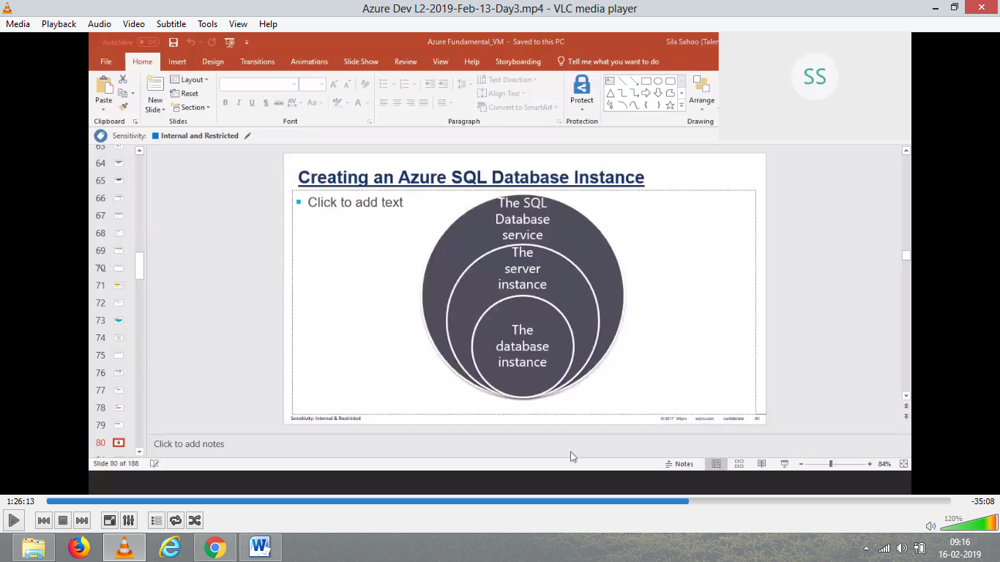 Azure Dev L2-2019-Feb-13-Day3.mp4 - VLC media player
Media Playback Audio Video Subtitle Tools View Help
AutoSave Off
Azure Fundamental_VM - Saved to this PC
Sila Sahoo (Talen
File Home Insert Design Transitions Animations Slide Show Review View Help Storyboarding Tell me what you want to do
SS
Paste
New
Slide
Layout
Reset
Section
B I U S abc AV Aa A
Text Direction
Align Text
Convert to SmartArt
Protect
Arrange
Clipboard Slides Font Paragraph Protection Drawing
Sensitivity: Internal and Restricted
63
64
65
66
67
68
69
70
71
72
73
74
75
76
77
78
79
80
Creating an Azure SQL Database Instance
Click to add text
The SQL
Database
service
The
server
instance
The
database
instance
Sensitivity: Internal & Restricted
© 2017 Wipro wipro.com confidential 80
Click to add notes
Slide 80 of 188
Notes
84%
1:26:13
-35:08
120%
09:16
16-02-2019